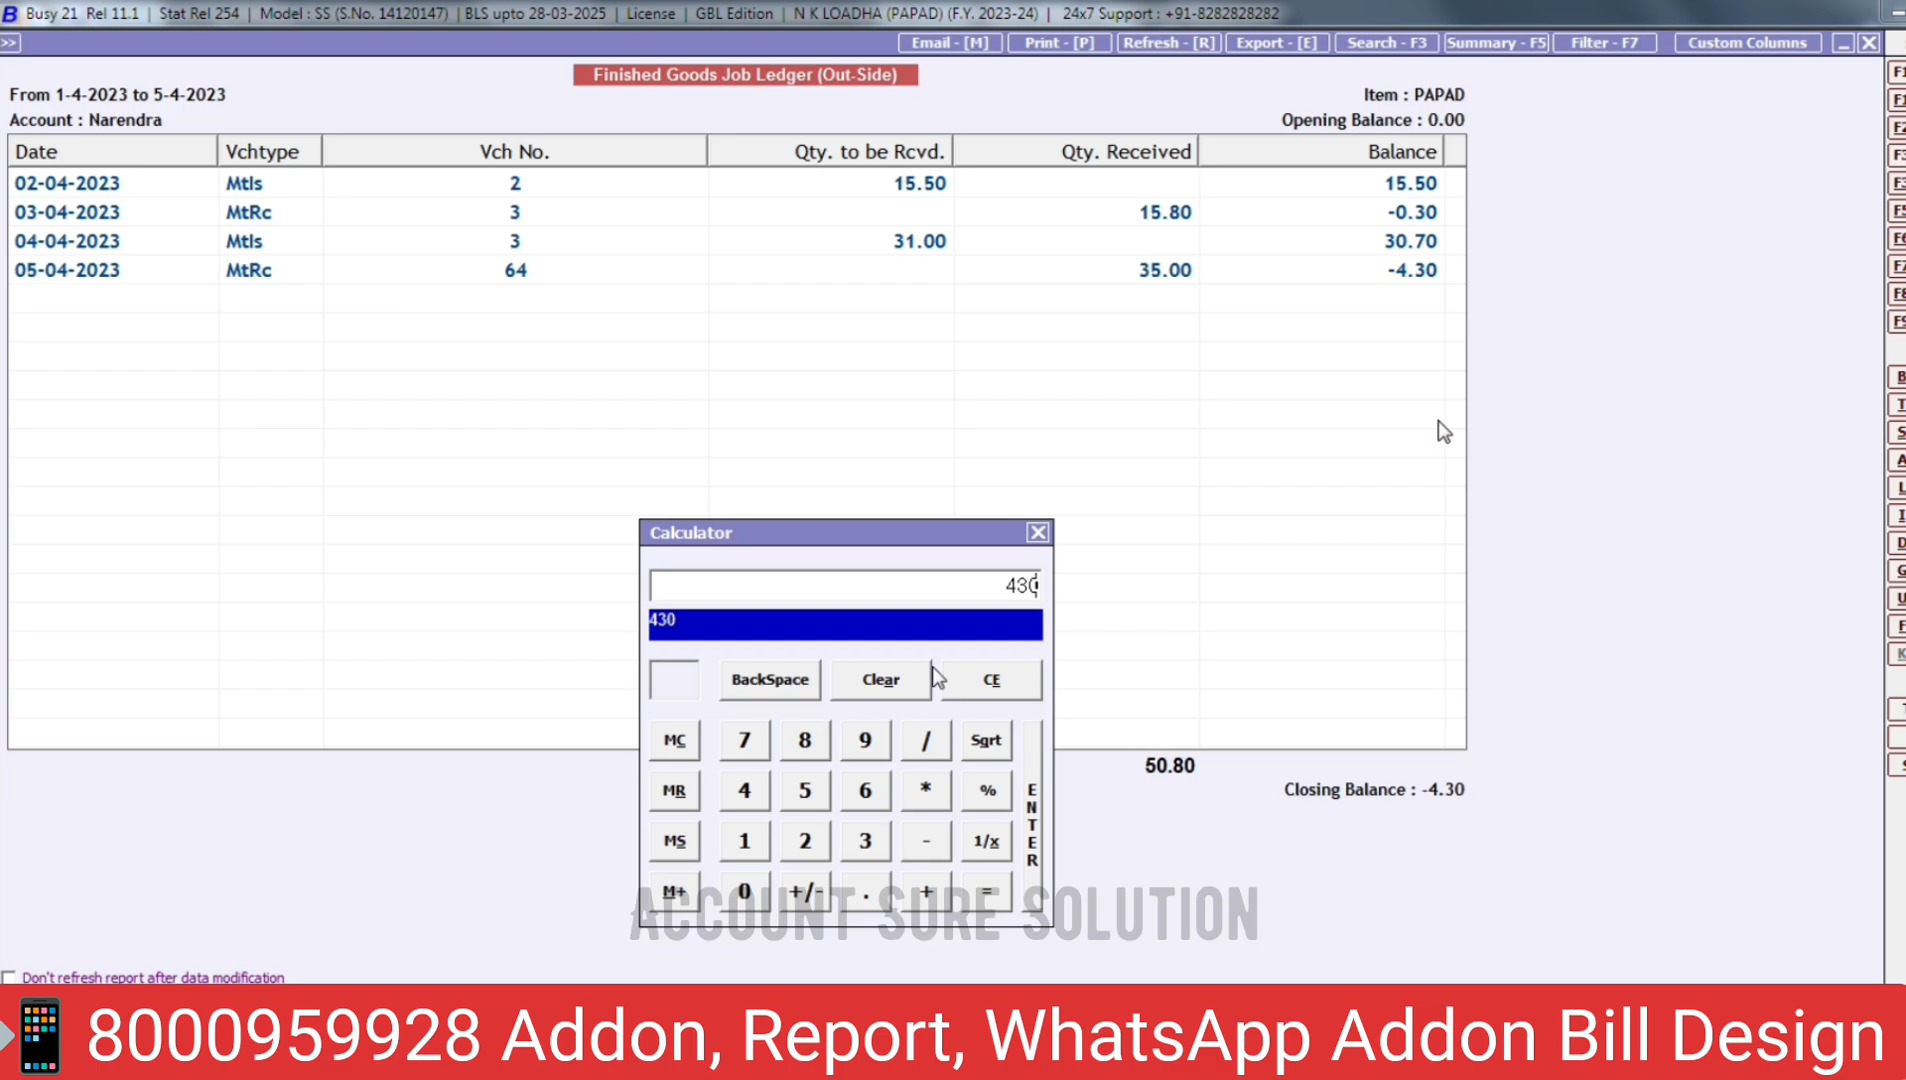 Busy 21 Rel 11.1 | Stat Rel 254 | Model : SS (S.No. 14120147) | BLS upto 28-03-2025 | License | GBL Edition | N K LOADHA (PAPAD) (F.Y. 2023-24) | 24x7 Support : +91-8282828282
>> Email - [M] Print - [P] Refresh - [R] Export - [E] Search - F3 Summary - F5 Filter - F7 Custom Columns
Finished Goods Job Ledger (Out-Side)
From 1-4-2023 to 5-4-2023 Item : PAPAD
Account : Narendra Opening Balance : 0.00
Date Vchtype Vch No. Qty. to be Rcvd. Qty. Received Balance
02-04-2023 MtIs 2 15.50 15.50
03-04-2023 MtRc 3 15.80 -0.30
04-04-2023 MtIs 3 31.00 30.70
05-04-2023 MtRc 64 35.00 -4.30
Calculator
430
430
BackSpace Clear CE
MC 7 8 9 / Sqrt
MR 4 5 6 * %
MS 1 2 3 - 1/x
M+ 0 +/- . + =
ENTER
50.80
Closing Balance : -4.30
ACCOUNT SURE SOLUTION
Don't refresh report after data modification
8000959928 Addon, Report, WhatsApp Addon Bill Design